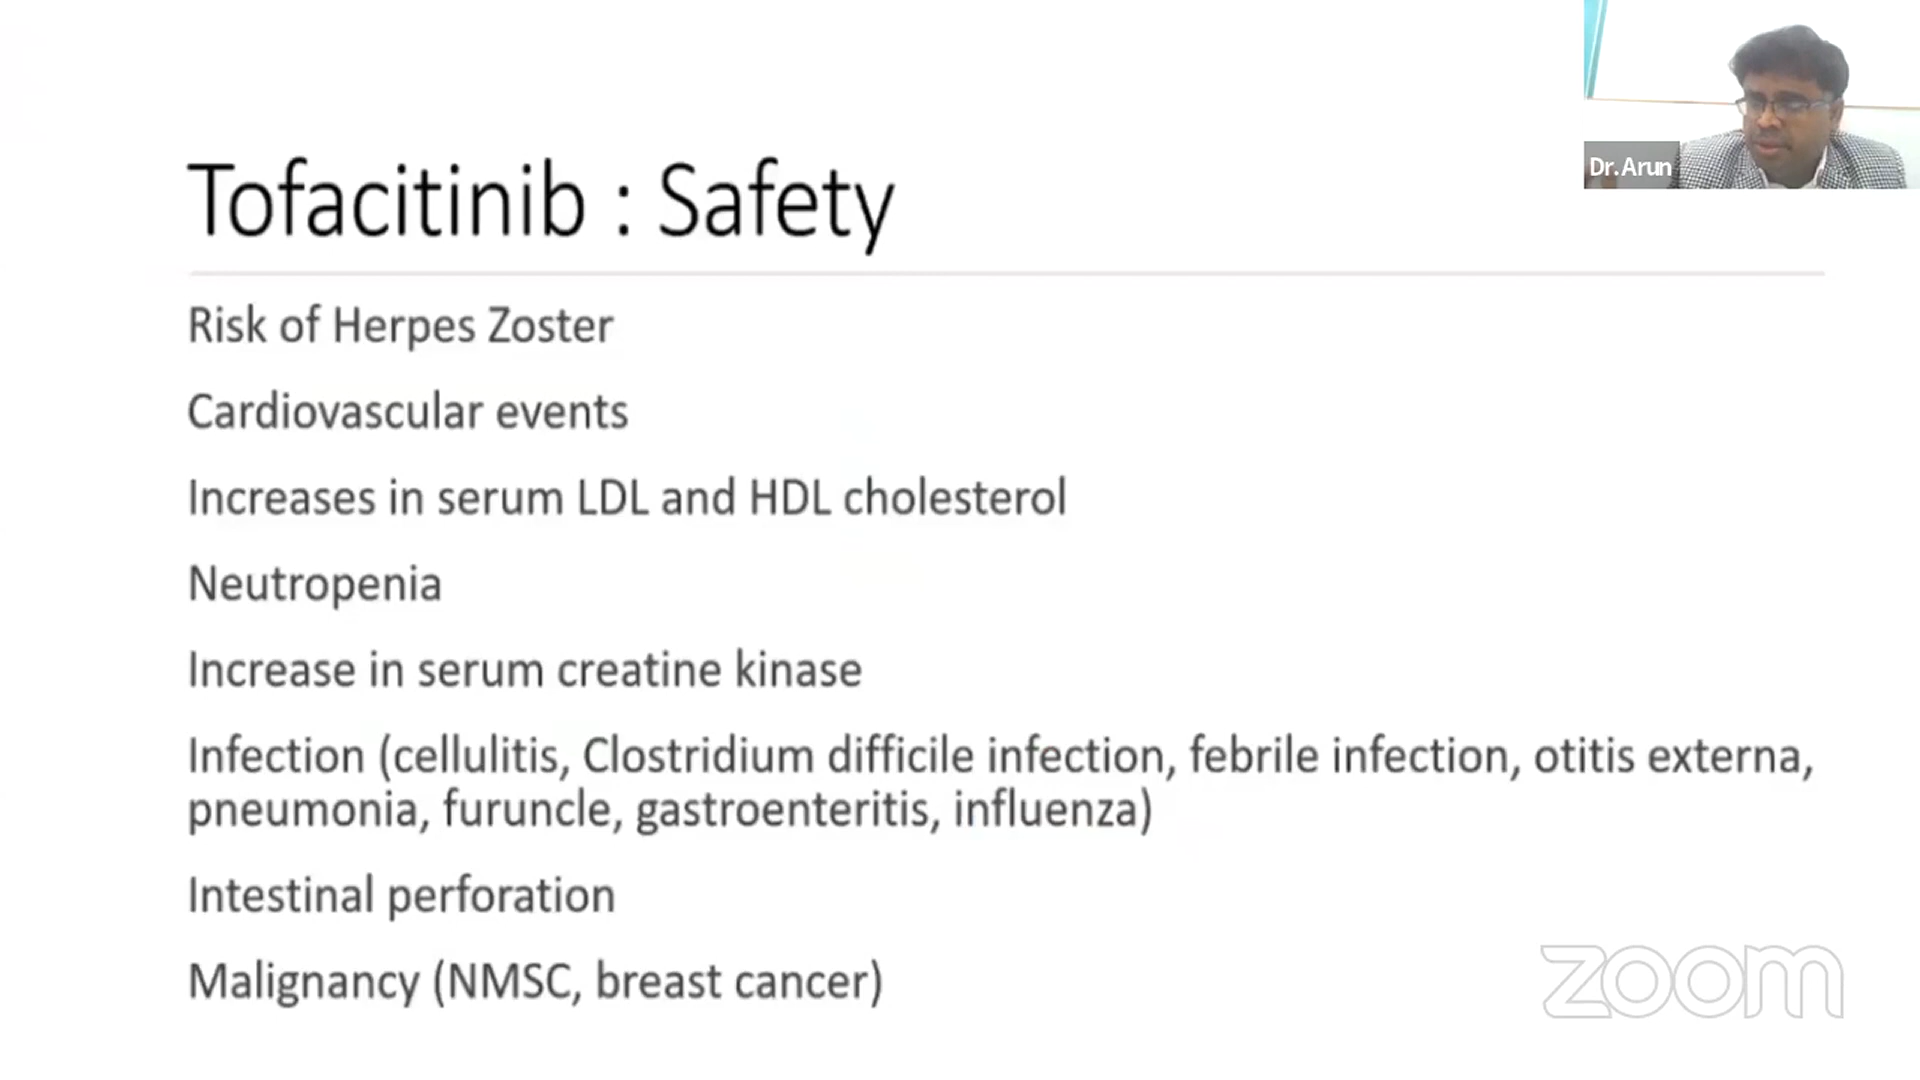 Dr. Arun
Tofacitinib : Safety
Risk of Herpes Zoster
Cardiovascular events
Increases in serum LDL and HDL cholesterol
Neutropenia
Increase in serum creatine kinase
Infection (cellulitis, Clostridium difficile infection, febrile infection, otitis externa,
pneumonia, furuncle, gastroenteritis, influenza)
Intestinal perforation
Malignancy (NMSC, breast cancer)
zoom